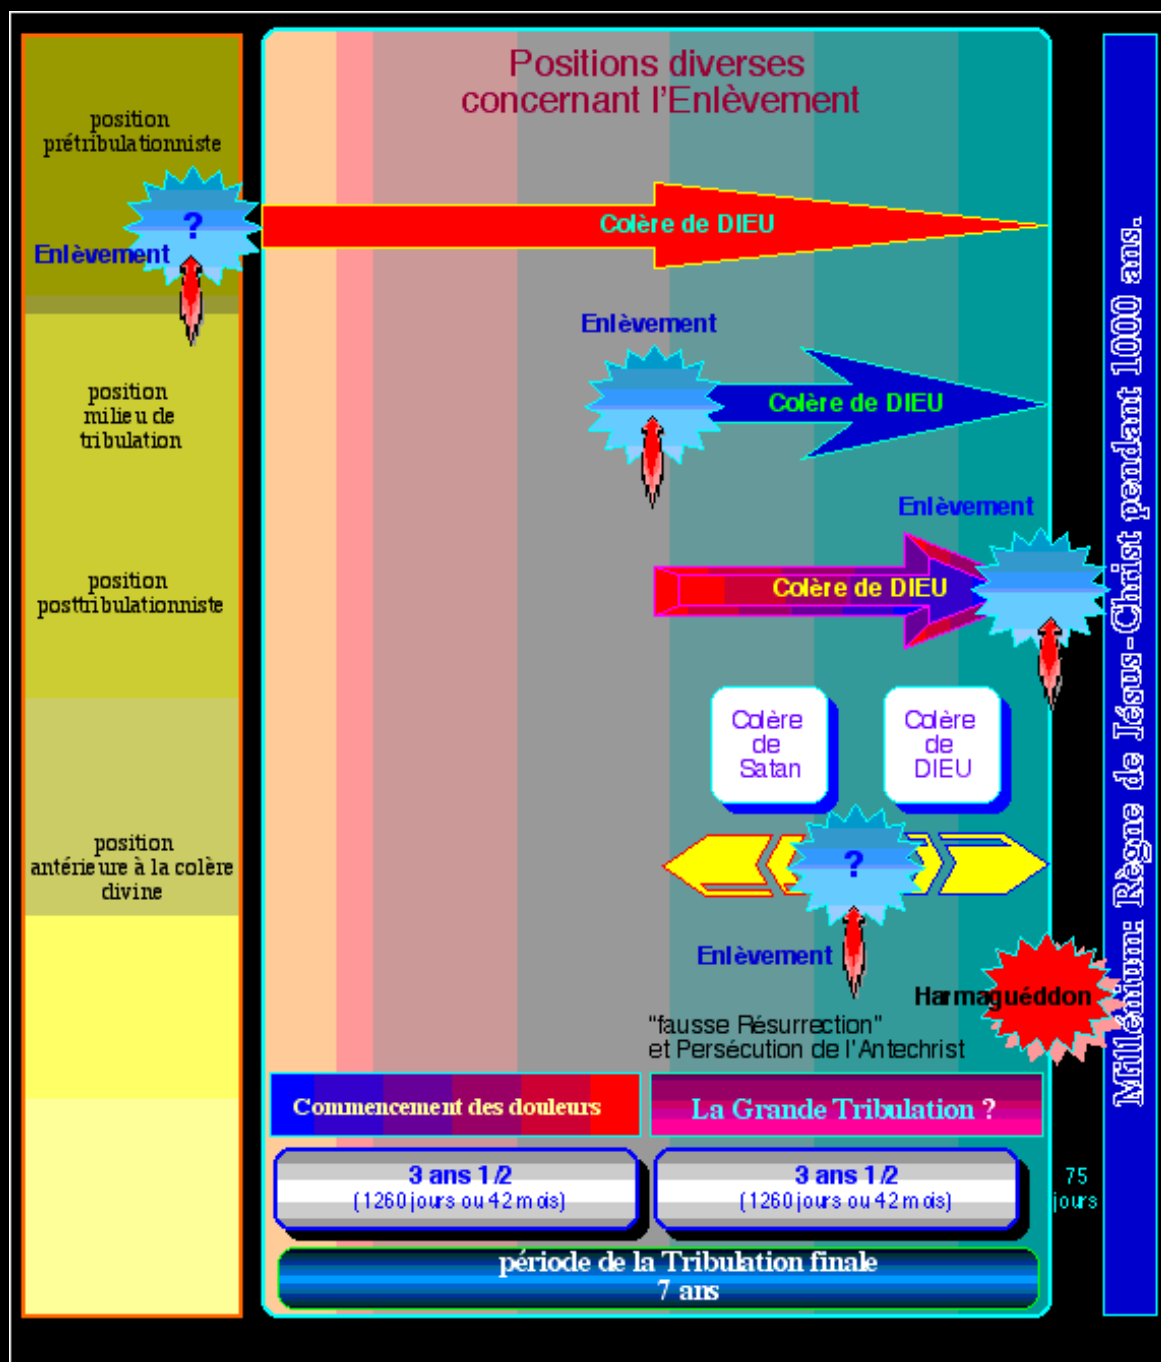 Positions diverses
concernant l'Enlèvement
position
prétribulationniste
?
Enlèvement
Colère de DIEU
Enlèvement
position
milieu de
tribulation
Colère de DIEU
Enlèvement
position
posttribulationniste
Colère de DIEU
Colère
de
Satan
Colère
de
DIEU
position
antérieure à la colère
divine
?
Enlèvement
Harmaguéddon
"fausse Résurrection"
et Persécution de l'Antechrist
Commencement des douleurs
La Grande Tribulation ?
3 ans 1/2
(1260 jours ou 42 mois)
3 ans 1/2
(1260 jours ou 42 mois)
75
jours
période de la Tribulation finale
7 ans
Millénium: Règne de Jésus-Christ pendant 1000 ans.